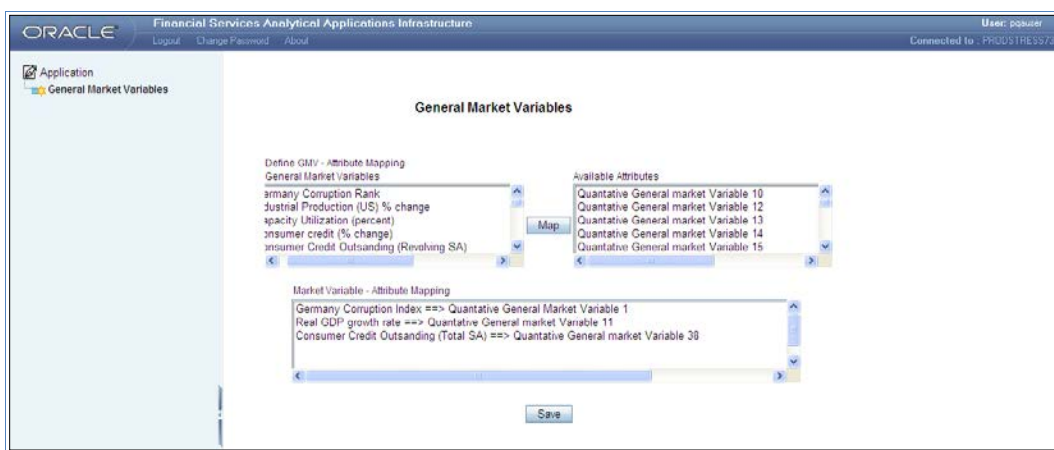 ORACLE
Financial Services Analytical Applications Infrastructure
User: pqauser
Logout Change Password About
Connected to : PRODSTRESS73
Application
General Market Variables
General Market Variables
Define GMV - Attribute Mapping
General Market Variables
Available Attributes
ermany Corruption Rank
dustrial Production (US) % change
apacity Utilization (percent)
onsumer credit (% change)
onsumer Credit Outsanding (Revolving SA)
Map
Quantative General market Variable 10
Quantative General market Variable 12
Quantative General market Variable 13
Quantative General market Variable 14
Quantative General market Variable 15
Market Variable - Attribute Mapping
Germany Corruption Index ==> Quantative General Market Variable 1
Real GDP growth rate ==> Quantative General market Variable 11
Consumer Credit Outsanding (Total SA) ==> Quantative General market Variable 38
Save